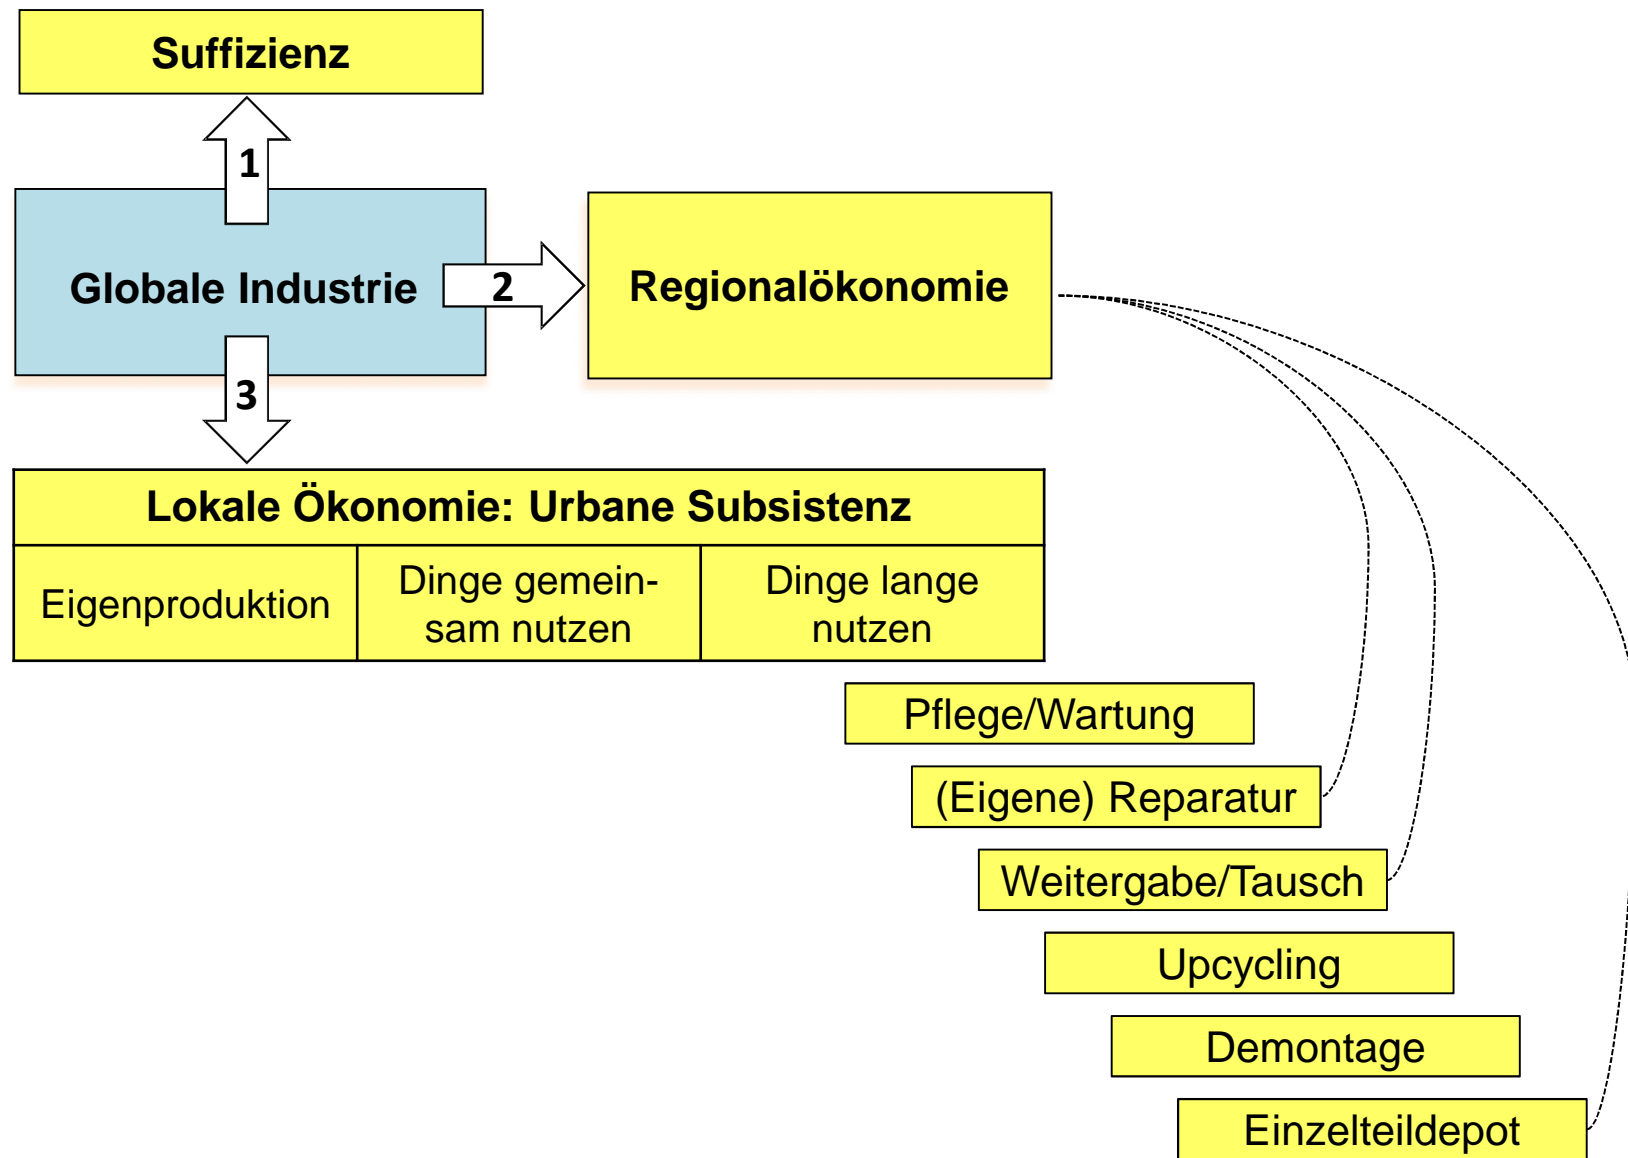 Suffizienz
1
Globale Industrie
2
Regionalökonomie
3
Lokale Ökonomie: Urbane Subsistenz
Eigenproduktion
Dinge gemein-
sam nutzen
Dinge lange
nutzen
Pflege/Wartung
(Eigene) Reparatur
Weitergabe/Tausch
Upcycling
Demontage
Einzelteildepot